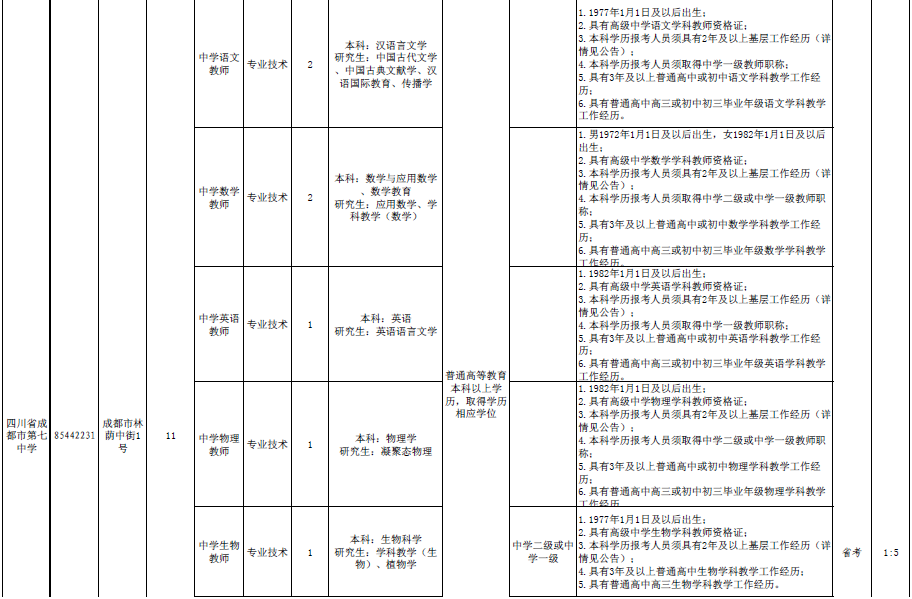 四川省成
都市第七
中学
85442231
成都市林
荫中街1
号
11
中学语文
教师
专业技术
2
本科：汉语言文学
研究生：中国古代文学
、中国古典文献学、汉
语国际教育、传播学
1.1977年1月1日及以后出生；
2.具有高级中学语文学科教师资格证；
3.本科学历报考人员须具有2年及以上基层工作经历（详
情见公告）；
4.本科学历报考人员须取得中学一级教师职称；
5.具有3年及以上普通高中或初中语文学科教学工作经
历；
6.具有普通高中高三或初中初三毕业年级语文学科教学
工作经历。
中学数学
教师
专业技术
2
本科：数学与应用数学
、数学教育
研究生：应用数学、学
科教学（数学）
1.男1972年1月1日及以后出生，女1982年1月1日及以后
出生；
2.具有高级中学数学学科教师资格证；
3.本科学历报考人员须具有2年及以上基层工作经历（详
情见公告）；
4.本科学历报考人员须取得中学二级或中学一级教师职
称；
5.具有3年及以上普通高中或初中数学学科教学工作经
历；
6.具有普通高中高三或初中初三毕业年级数学学科教学
工作经历。
中学英语
教师
专业技术
1
本科：英语
研究生：英语语言文学
1.1982年1月1日及以后出生；
2.具有高级中学英语学科教师资格证；
3.本科学历报考人员须具有2年及以上基层工作经历（详
情见公告）；
4.本科学历报考人员须取得中学一级教师职称；
5.具有3年及以上普通高中或初中英语学科教学工作经
历；
6.具有普通高中高三或初中初三毕业年级英语学科教学
工作经历。
普通高等教育
本科以上学
历，取得学历
相应学位
中学物理
教师
专业技术
1
本科：物理学
研究生：凝聚态物理
1.1982年1月1日及以后出生；
2.具有高级中学物理学科教师资格证；
3.本科学历报考人员须具有2年及以上基层工作经历（详
情见公告）；
4.本科学历报考人员须取得中学二级或中学一级教师职
称；
5.具有3年及以上普通高中或初中物理学科教学工作经
历；
6.具有普通高中高三或初中初三毕业年级物理学科教学
工作经历
中学生物
教师
专业技术
1
本科：生物科学
研究生：学科教学（生
物）、植物学
中学二级或中
学一级
1.1977年1月1日及以后出生；
2.具有高级中学生物学科教师资格证；
3.本科学历报考人员须具有2年及以上基层工作经历（详
情见公告）；
4.具有3年及以上普通高中生物学科教学工作经历；
5.具有普通高中高三生物学科教学工作经历。
省考
1:5